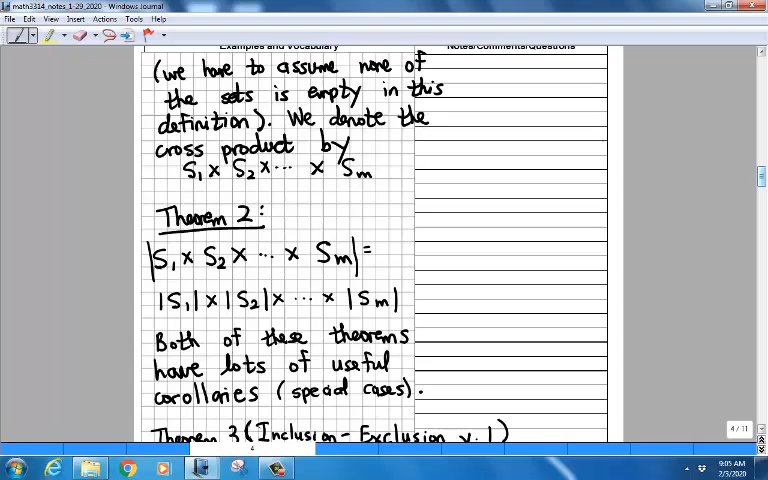 math3314_notes_1-29_2020 - Windows Journal
File Edit View Insert Actions Tools Help
Examples and Vocabulary Notes/Comments/Questions
(we have to assume none of
the sets is empty in this
definition). We denote the
cross product by
S₁ × S₂ × ··· × Sm
Theorem 2:
|S₁ × S₂ × ··· × Sm| =
|S₁| × |S₂| × ··· × |Sm|
Both of these theorems
have lots of useful
corollaries (special cases).
Theorem 3 (Inclusion - Exclusion v. 1)
4 / 11
4
9:05 AM
2/3/2020